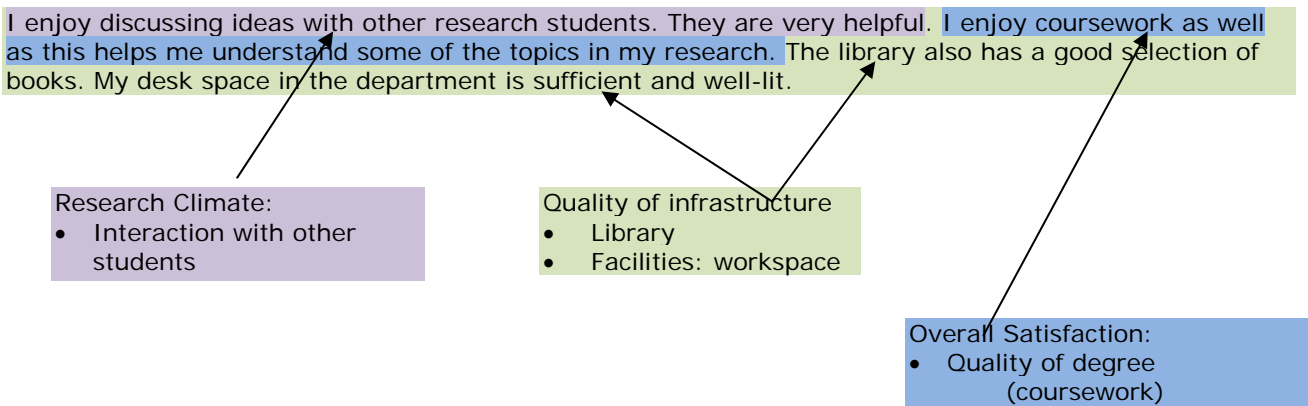 I enjoy discussing ideas with other research students. They are very helpful. I enjoy coursework as well
as this helps me understand some of the topics in my research. The library also has a good selection of
books. My desk space in the department is sufficient and well-lit.
Research Climate:
• Interaction with other
students
Quality of infrastructure
• Library
• Facilities: workspace
Overall Satisfaction:
• Quality of degree
(coursework)